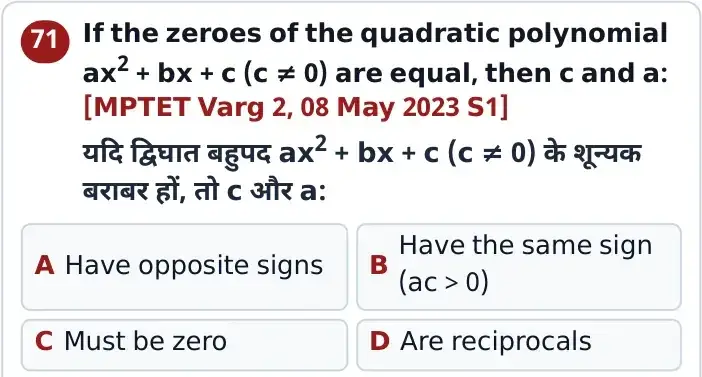 71 If the zeroes of the quadratic polynomial
ax² + bx + c (c ≠ 0) are equal, then c and a:
[MPTET Varg 2, 08 May 2023 S1]
यदि द्विघात बहुपद ax² + bx + c (c ≠ 0) के शून्यक
बराबर हों, तो c और a:
A Have opposite signs
B Have the same sign
(ac > 0)
C Must be zero
D Are reciprocals